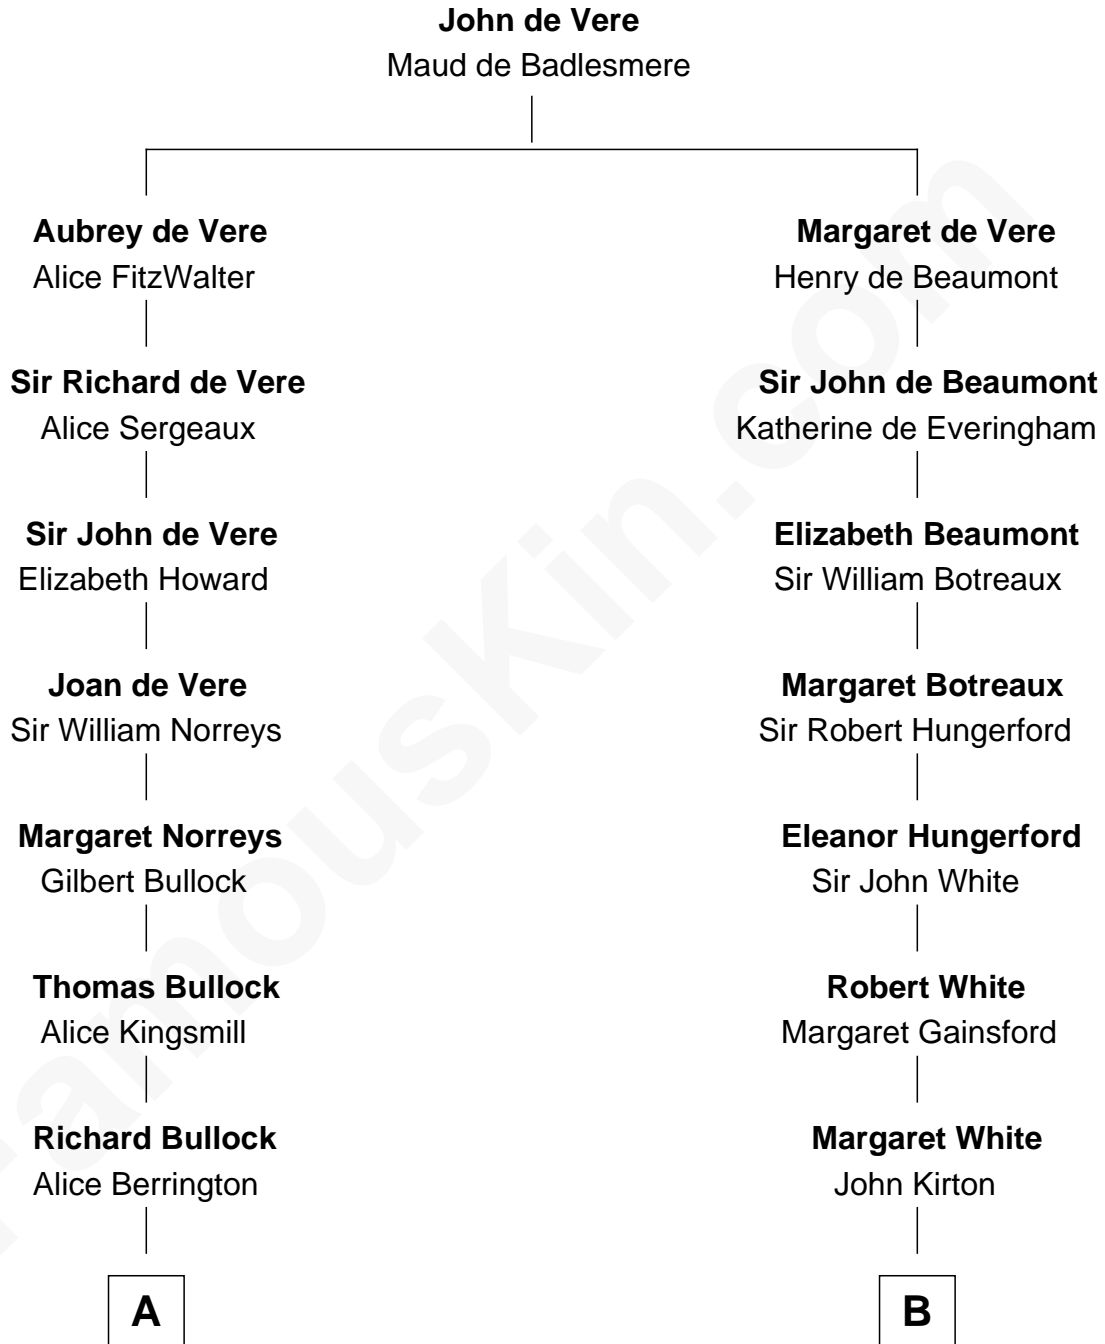 John de Vere
Maud de Badlesmere
Aubrey de Vere
Alice FitzWalter
Sir Richard de Vere
Alice Sergeaux
Sir John de Vere
Elizabeth Howard
Joan de Vere
Sir William Norreys
Margaret Norreys
Gilbert Bullock
Thomas Bullock
Alice Kingsmill
Richard Bullock
Alice Berrington
A
Margaret de Vere
Henry de Beaumont
Sir John de Beaumont
Katherine de Everingham
Elizabeth Beaumont
Sir William Botreaux
Margaret Botreaux
Sir Robert Hungerford
Eleanor Hungerford
Sir John White
Robert White
Margaret Gainsford
Margaret White
John Kirton
B
FamousKin.com